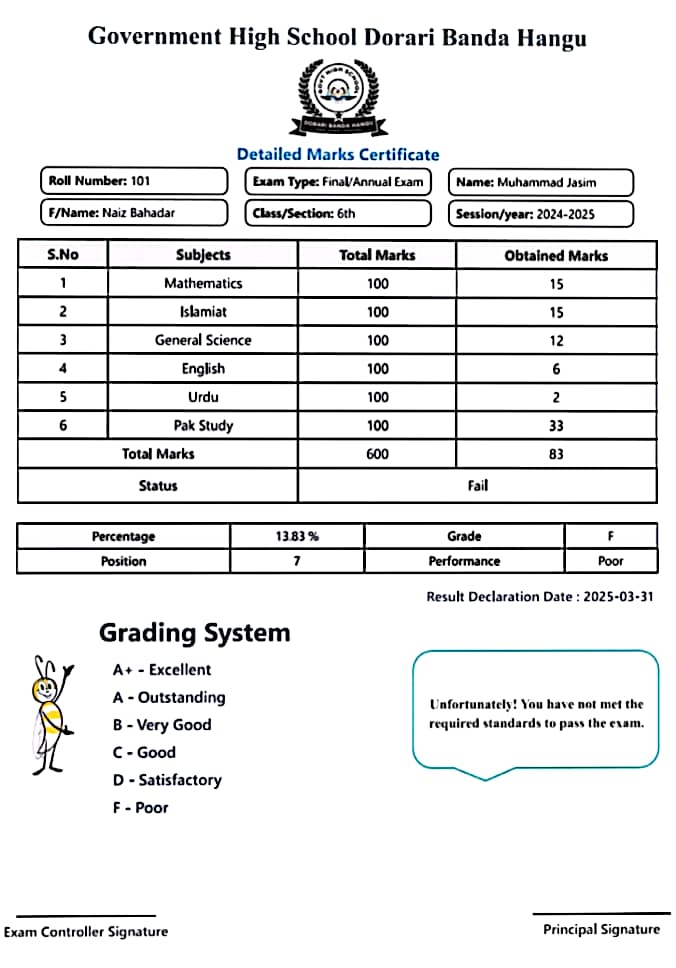 Government High School Dorari Banda Hangu
GOVT HIGH SCHOOL
DORARI BANDA HANGU
Detailed Marks Certificate
Roll Number: 101 Exam Type: Final/Annual Exam Name: Muhammad Jasim
F/Name: Naiz Bahadar Class/Section: 6th Session/year: 2024-2025
S.No Subjects Total Marks Obtained Marks
1 Mathematics 100 15
2 Islamiat 100 15
3 General Science 100 12
4 English 100 6
5 Urdu 100 2
6 Pak Study 100 33
Total Marks 600 83
Status Fail
Percentage 13.83 % Grade F
Position 7 Performance Poor
Result Declaration Date : 2025-03-31
Grading System
A+ - Excellent
A - Outstanding
B - Very Good
C - Good
D - Satisfactory
F - Poor
Unfortunately! You have not met the
required standards to pass the exam.
Exam Controller Signature Principal Signature